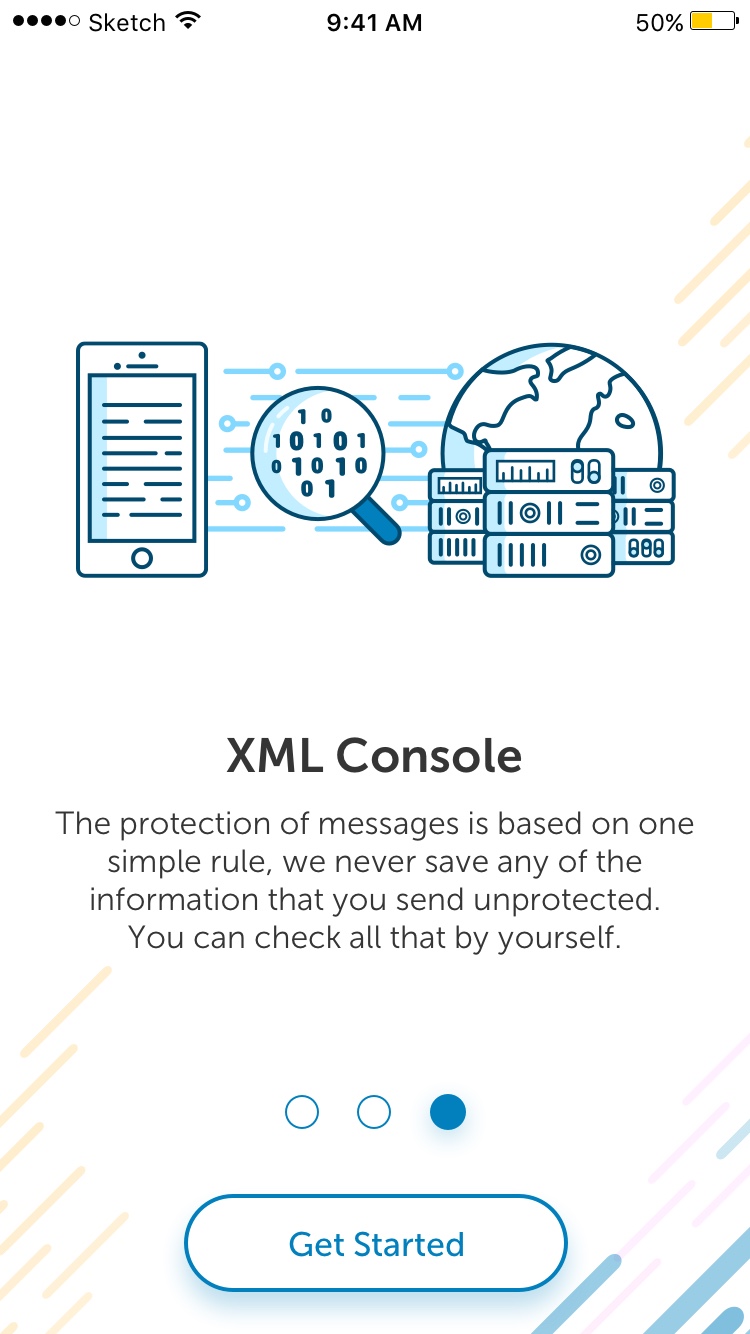 Sketch 9:41 AM 50%
1 0
1 0 1 0 1
0 1 0 1 0
0 1
XML Console
The protection of messages is based on one
simple rule, we never save any of the
information that you send unprotected.
You can check all that by yourself.
Get Started